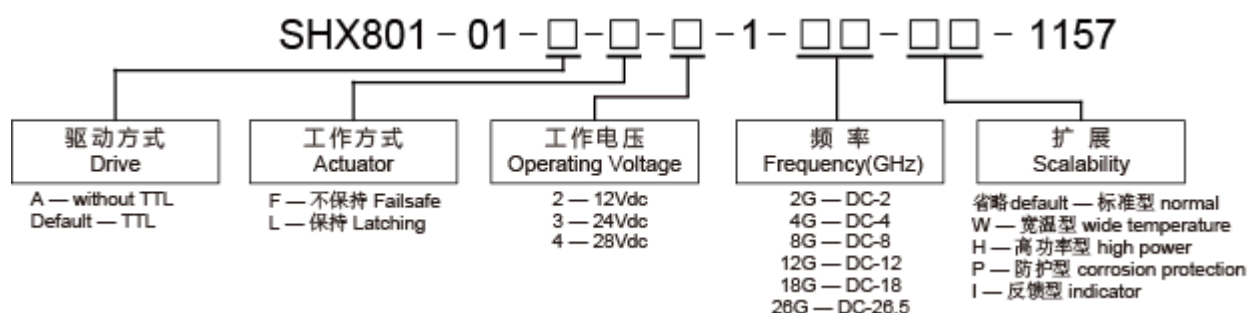 SHX801-01-□-□-□-1-□□-□□-1157
驱动方式
Drive
A — without TTL
Default — TTL
工作方式
Actuator
F — 不保持 Failsafe
L — 保持 Latching
工作电压
Operating Voltage
2 — 12Vdc
3 — 24Vdc
4 — 28Vdc
频 率
Frequency(GHz)
2G — DC-2
4G — DC-4
8G — DC-8
12G — DC-12
18G — DC-18
26G — DC-26.5
扩 展
Scalability
省略default — 标准型 normal
W — 宽温型 wide temperature
H — 高功率型 high power
P — 防护型 corrosion protection
I — 反馈型 indicator